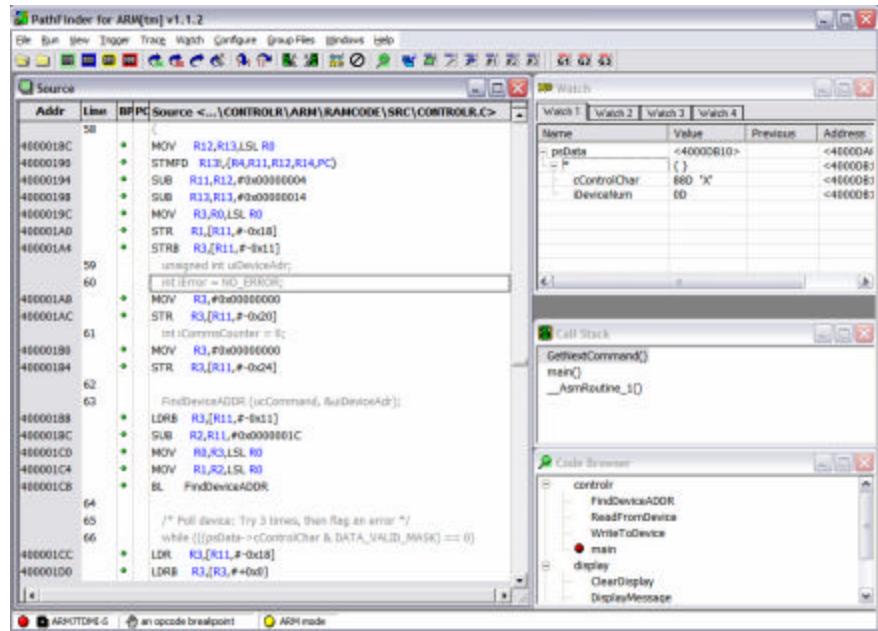 PathFinder for ARM[tm] v1.1.2
File Run View Trigger Trace Watch Configure Group Files Windows Help
Source
Addr Line BP PC Source <...\CONTROLR\ARM\RAMCODE\SRC\CONTROLR.C>
58 {
4000018C MOV R12,R13,LSL R0
40000190 STMFD R13!,{R4,R11,R12,R14,PC}
40000194 SUB R11,R12,#0x00000004
40000198 SUB R13,R13,#0x00000014
4000019C MOV R3,R0,LSL R0
400001A0 STR R1,[R11,#-0x18]
400001A4 STRB R3,[R11,#-0x11]
59 unsigned int uiDeviceAdr;
60 int iError = NO_ERROR;
400001A8 MOV R3,#0x00000000
400001AC STR R3,[R11,#-0x20]
61 int iCommsCounter = 0;
400001B0 MOV R3,#0x00000000
400001B4 STR R3,[R11,#-0x24]
62
63 FindDeviceADDR (ucCommand, &uiDeviceAdr);
400001B8 LDRB R3,[R11,#-0x11]
400001BC SUB R2,R11,#0x0000001C
400001C0 MOV R0,R3,LSL R0
400001C4 MOV R1,R2,LSL R0
400001C8 BL FindDeviceADDR
64
65 /* Poll device: Try 3 times, then flag an error */
66 while (((psData->cControlChar & DATA_VALID_MASK) == 0)
400001CC LDR R3,[R11,#-0x18]
400001D0 LDRB R3,[R3,#+0x0]
Watch
Watch 1 Watch 2 Watch 3 Watch 4
Name Value Previous Address
psData <40000B10>
* { }
cControlChar 88D 'X'
iDeviceNum 0D
Call Stack
GetNextCommand()
main()
__AsmRoutine_1()
Code Browser
controlr
FindDeviceADDR
ReadFromDevice
WriteToDevice
main
display
ClearDisplay
DisplayMessage
ARM7TDMI-S an opcode breakpoint ARM mode